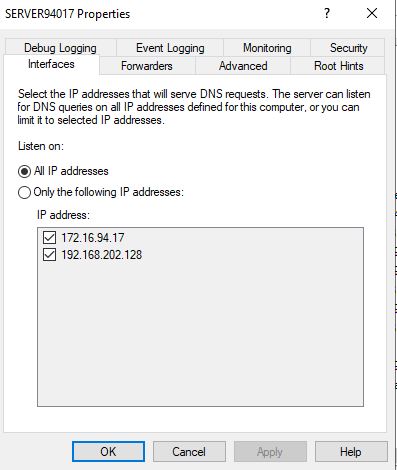 SERVER94017 Properties
? X
Debug Logging Event Logging Monitoring Security
Interfaces Forwarders Advanced Root Hints
Select the IP addresses that will serve DNS requests. The server can listen
for DNS queries on all IP addresses defined for this computer, or you can
limit it to selected IP addresses.
Listen on:
All IP addresses
Only the following IP addresses:
IP address:
172.16.94.17
192.168.202.128
OK Cancel Apply Help